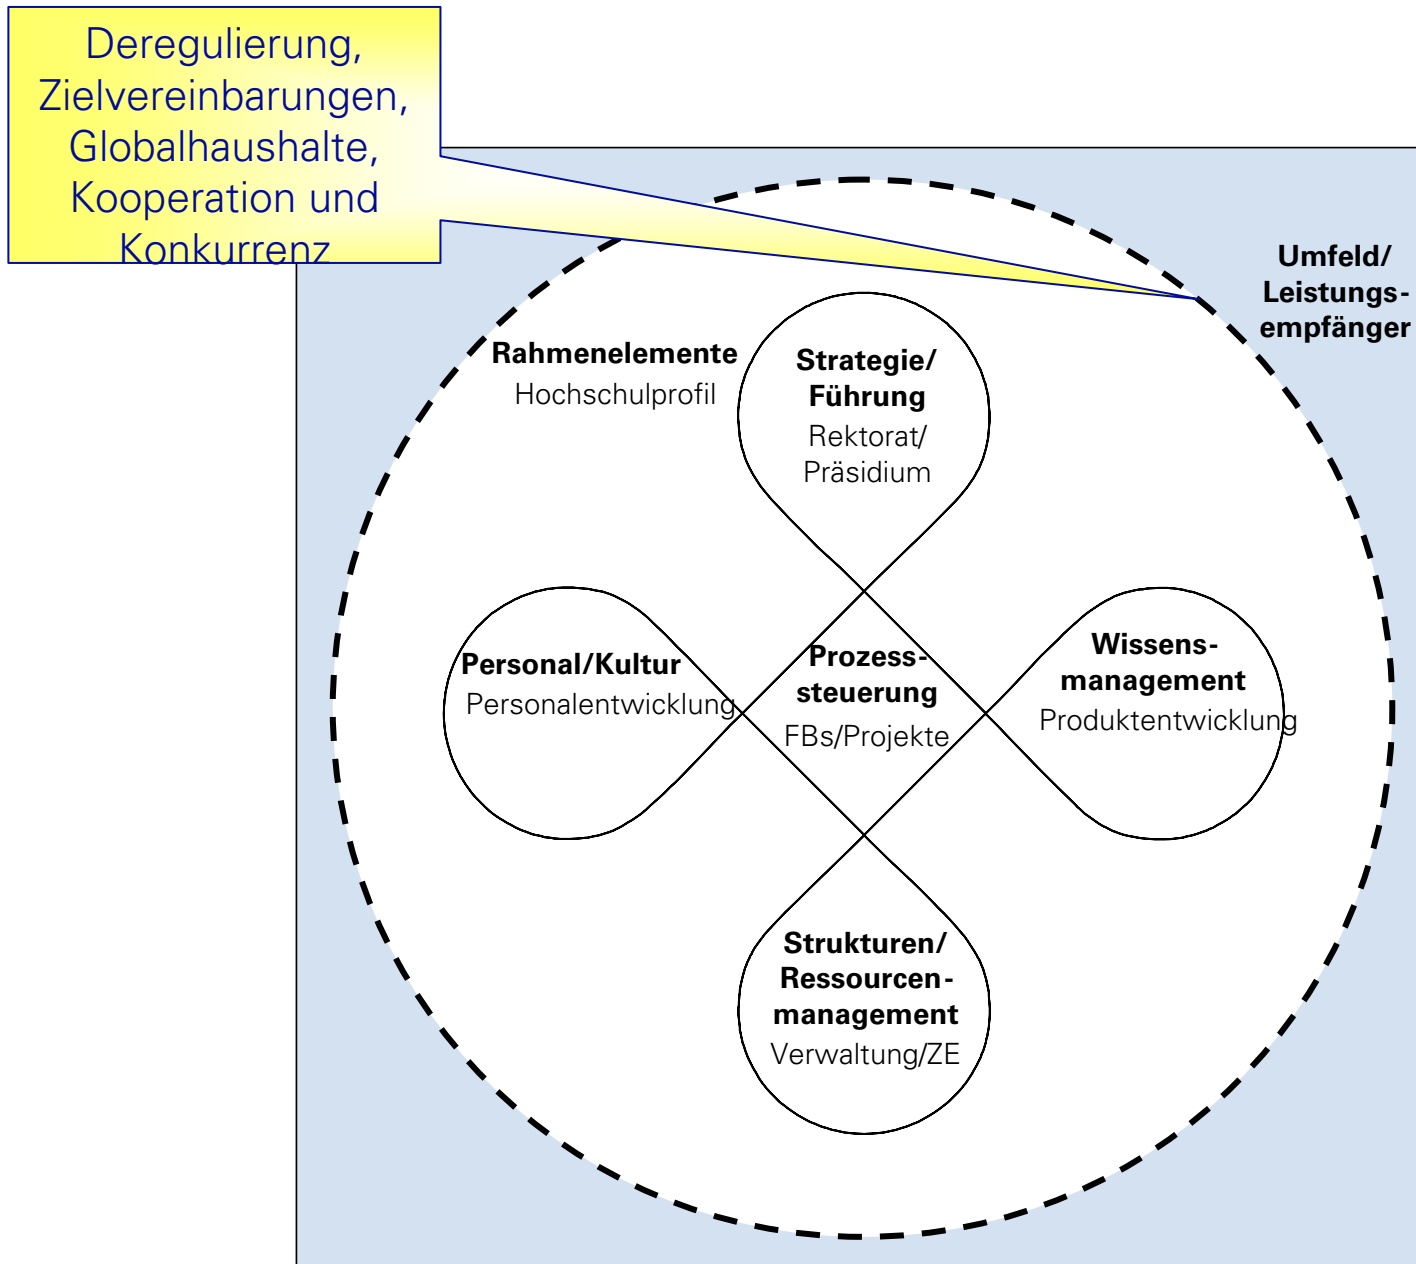 Deregulierung,
Zielvereinbarungen,
Globalhaushalte,
Kooperation und
Konkurrenz
Umfeld/
Leistungs-
empfänger
Rahmenelemente
Hochschulprofil
Strategie/
Führung
Rektorat/
Präsidium
Personal/Kultur
Personalentwicklung
Prozess-
steuerung
FBs/Projekte
Wissens-
management
Produktentwicklung
Strukturen/
Ressourcen-
management
Verwaltung/ZE